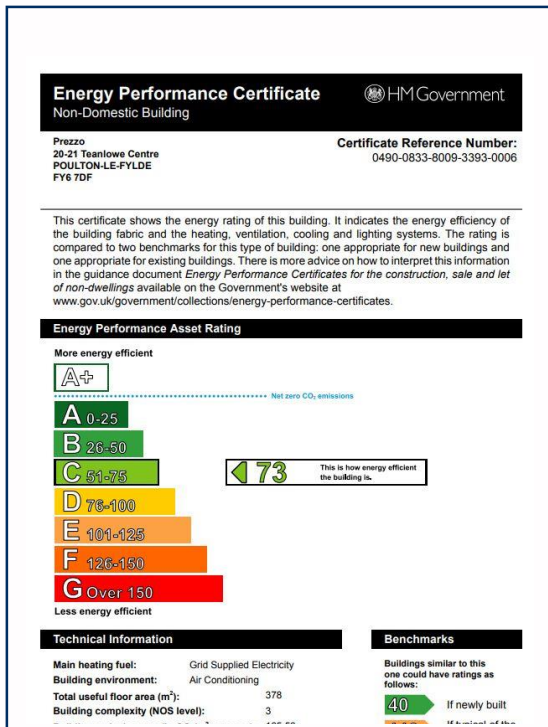 Energy Performance Certificate
HM Government
Non-Domestic Building
Prezzo
20-21 Teanlowe Centre
POULTON-LE-FYLDE
FY6 7DF
Certificate Reference Number:
0490-0833-8009-3393-0006
This certificate shows the energy rating of this building. It indicates the energy efficiency of
the building fabric and the heating, ventilation, cooling and lighting systems. The rating is
compared to two benchmarks for this type of building: one appropriate for new buildings and
one appropriate for existing buildings. There is more advice on how to interpret this information
in the guidance document Energy Performance Certificates for the construction, sale and let
of non-dwellings available on the Government's website at
www.gov.uk/government/collections/energy-performance-certificates.
Energy Performance Asset Rating
More energy efficient
A+
Net zero CO₂ emissions
A 0-25
B 26-50
C 51-75
73
This is how energy efficient
the building is.
D 76-100
E 101-125
F 126-150
G Over 150
Less energy efficient
Technical Information
Main heating fuel: Grid Supplied Electricity
Building environment: Air Conditioning
Total useful floor area (m²): 378
Building complexity (NOS level): 3
Benchmarks
Buildings similar to this
one could have ratings as
follows:
40 If newly built
If typical of the